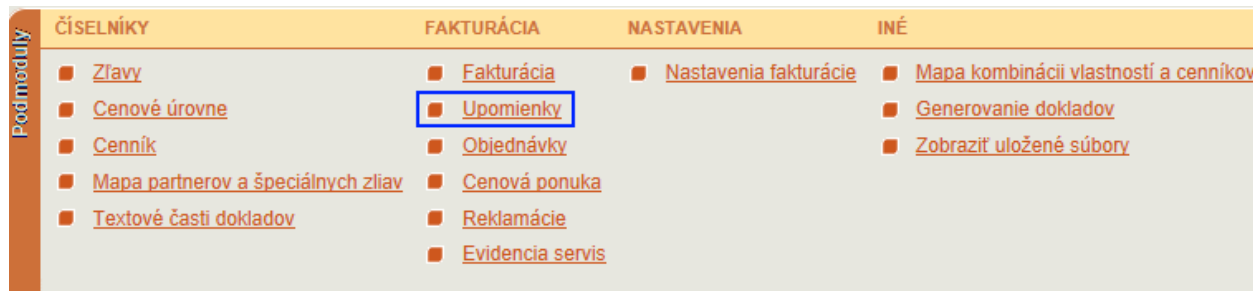 Podmoduly
ČÍSELNÍKY
Zľavy
Cenové úrovne
Cenník
Mapa partnerov a špeciálnych zliav
Textové časti dokladov
FAKTURÁCIA
Fakturácia
Upomienky
Objednávky
Cenová ponuka
Reklamácie
Evidencia servis
NASTAVENIA
Nastavenia fakturácie
INÉ
Mapa kombinácii vlastností a cenníkov
Generovanie dokladov
Zobraziť uložené súbory